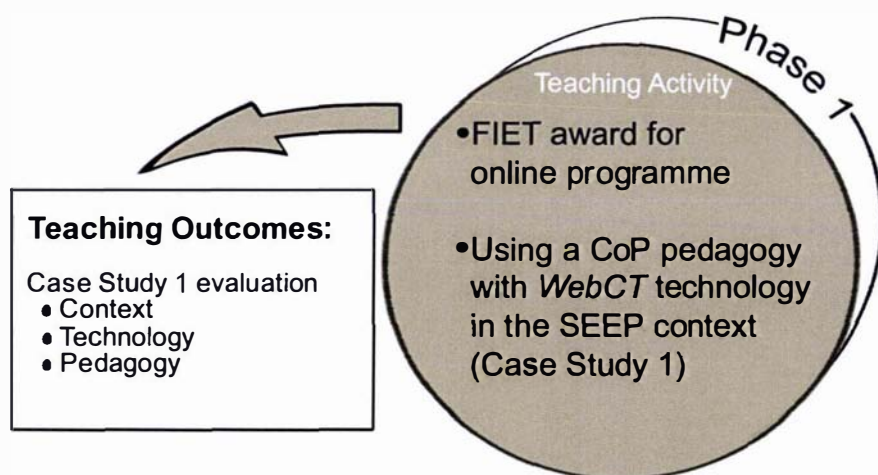 Phase 1
Teaching Activity
•FIET award for
online programme
•Using a CoP pedagogy
with WebCT technology
in the SEEP context
(Case Study 1)
Teaching Outcomes:
Case Study 1 evaluation
• Context
• Technology
• Pedagogy